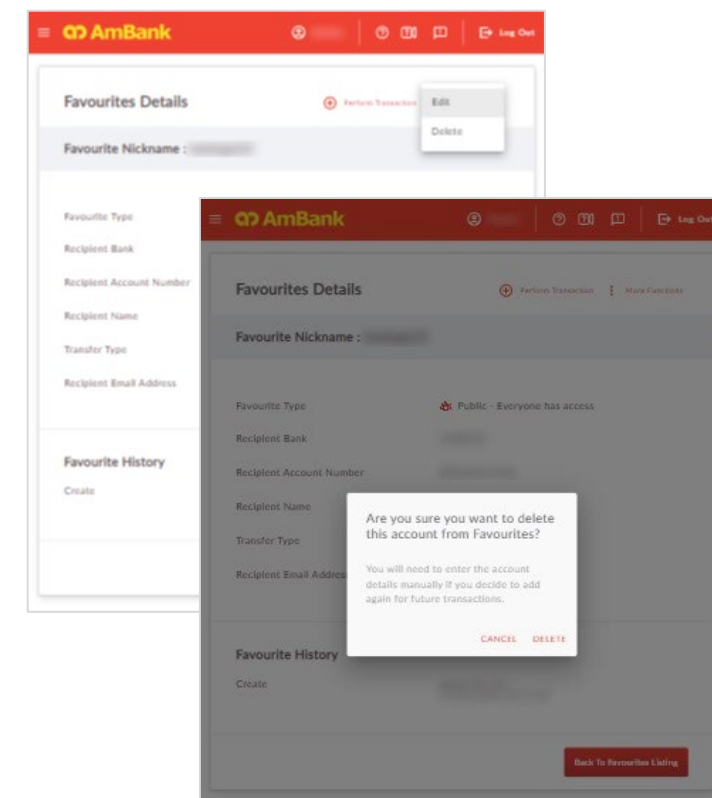 AmBank
Log Out
Favourites Details
Perform Transaction
Edit
Delete
Favourite Nickname :
Favourite Type
Recipient Bank
Recipient Account Number
Recipient Name
Transfer Type
Recipient Email Address
Favourite History
Create
AmBank
Log Out
Favourites Details
Perform Transaction
More Functions
Favourite Nickname :
Favourite Type
Public - Everyone has access
Recipient Bank
Recipient Account Number
Recipient Name
Transfer Type
Recipient Email Address
Are you sure you want to delete
this account from Favourites?
You will need to enter the account
details manually if you decide to add
again for future transactions.
CANCEL DELETE
Favourite History
Create
Back To Favourites Listing